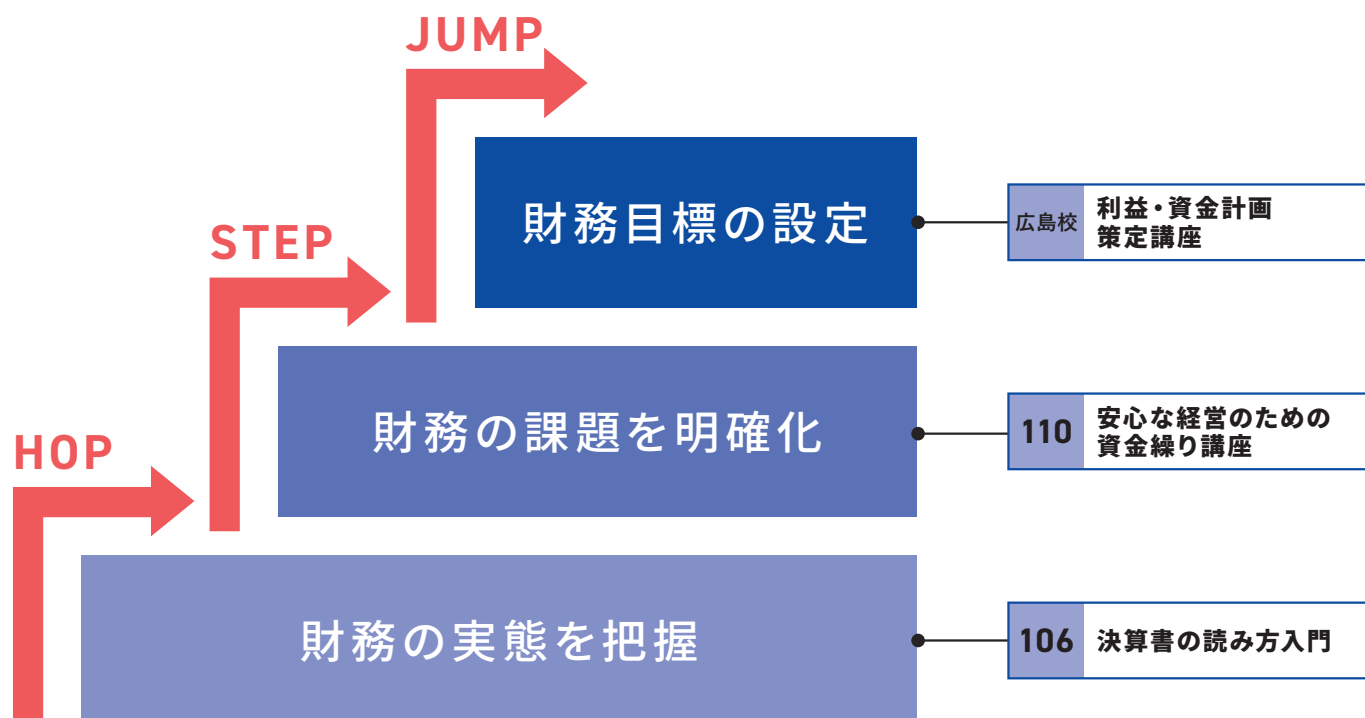 JUMP
財務目標の設定
広島校
利益・資金計画
策定講座
STEP
財務の課題を明確化
110
安心な経営のための
資金繰り講座
HOP
財務の実態を把握
106
決算書の読み方入門